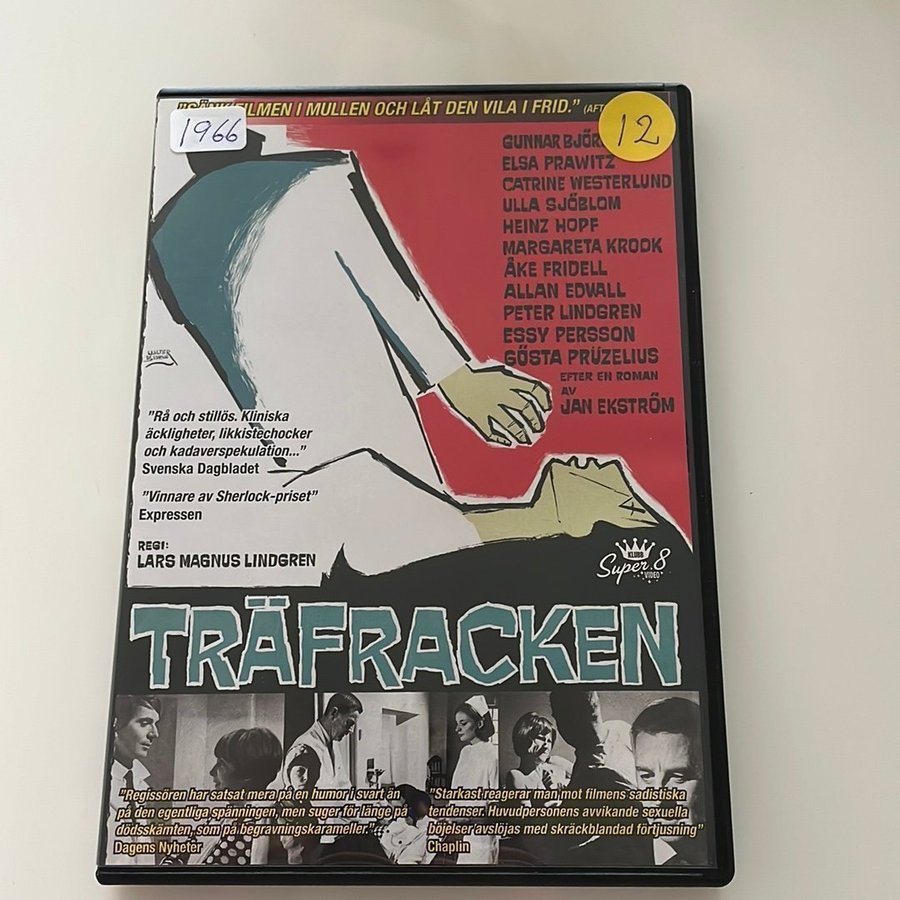 ILMEN I MULLEN OCH LÅT DEN VILA I FRID."
1966
12
GUNNAR
ELSA PRAWITZ
CATRINE WESTERLUND
ULLA SJÖBLOM
HEINZ HOPF
MARGARETA KROOK
ÅKE FRIDELL
ALLAN EDWALL
PETER LINDGREN
ESSY PERSSON
GÖSTA PRÜZELIUS
EFTER EN ROMAN
AV
JAN EKSTRÖM
"Rå och stillös. Kliniska
äckligheter, likkistechocker
och kadaverspekulation..."
Svenska Dagbladet
"Vinnare av Sherlock-priset"
Expressen
REGI:
LARS MAGNUS LINDGREN
KLUBB
Super 8
VIDEO
TRÄFRACKEN
"Regissören har satsat mera på en humor i svart än
på den egentliga spänningen, men suger för länge på
dödsskämten, som på begravningskarameller."
Dagens Nyheter
"Starkast reagerar man mot filmens sadistiska
tendenser. Huvudpersonens avvikande sexuella
böjelser avslöjas med skräckblandad förtjusning"
Chaplin